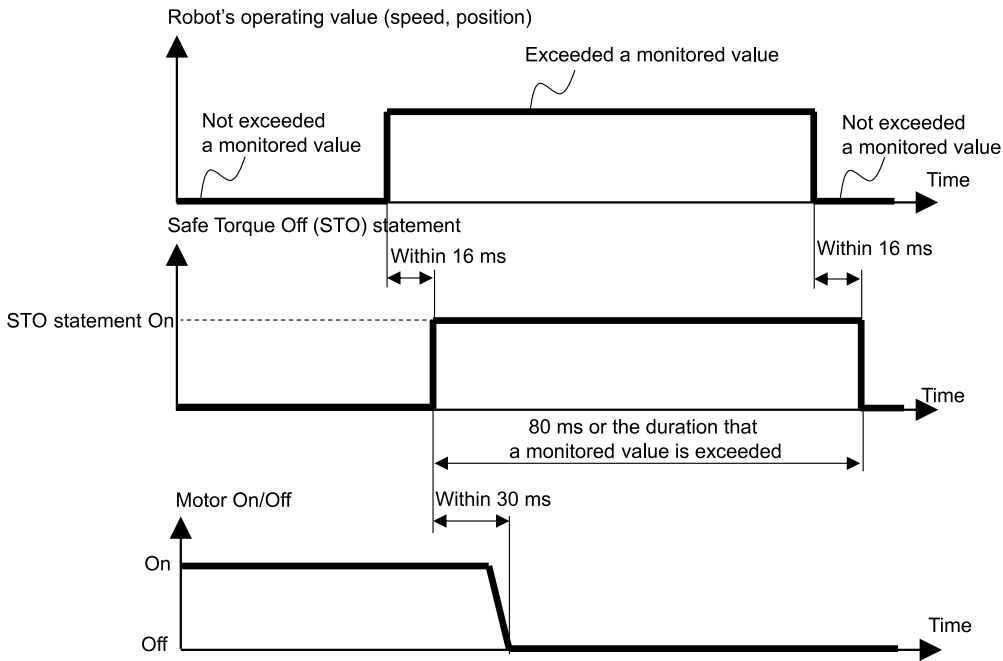 Robot's operating value (speed, position)
Exceeded a monitored value
Not exceeded
a monitored value
Not exceeded
a monitored value
Time
Safe Torque Off (STO) statement
Within 16 ms
Within 16 ms
STO statement On
Time
80 ms or the duration that
a monitored value is exceeded
Motor On/Off
Within 30 ms
On
Off
Time